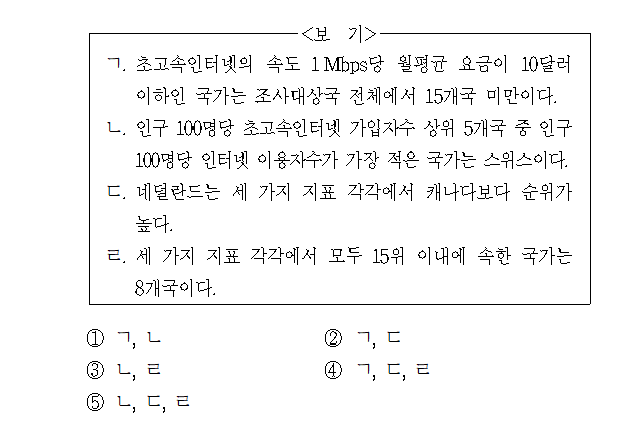 <보 기>
ㄱ. 초고속인터넷의 속도 1Mbps당 월평균 요금이 10달러
이하인 국가는 조사대상국 전체에서 15개국 미만이다.
ㄴ. 인구 100명당 초고속인터넷 가입자수 상위 5개국 중 인구
100명당 인터넷 이용자수가 가장 적은 국가는 스위스이다.
ㄷ. 네덜란드는 세 가지 지표 각각에서 캐나다보다 순위가
높다.
ㄹ. 세 가지 지표 각각에서 모두 15위 이내에 속한 국가는
8개국이다.
① ㄱ, ㄴ ② ㄱ, ㄷ
③ ㄴ, ㄹ ④ ㄱ, ㄷ, ㄹ
⑤ ㄴ, ㄷ, ㄹ